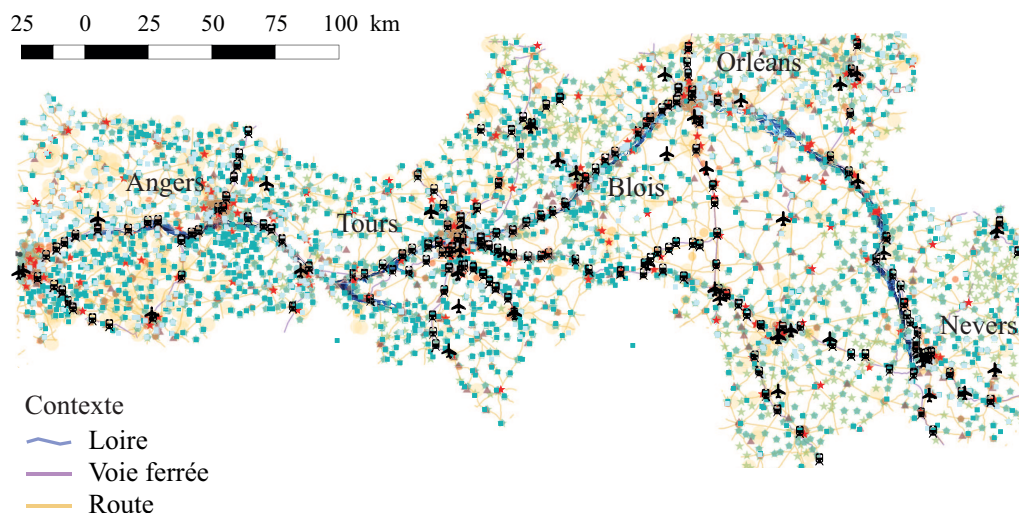 25 0 25 50 75 100 km
Orléans
Angers
Blois
Tours
Nevers
Contexte
Loire
Voie ferrée
Route